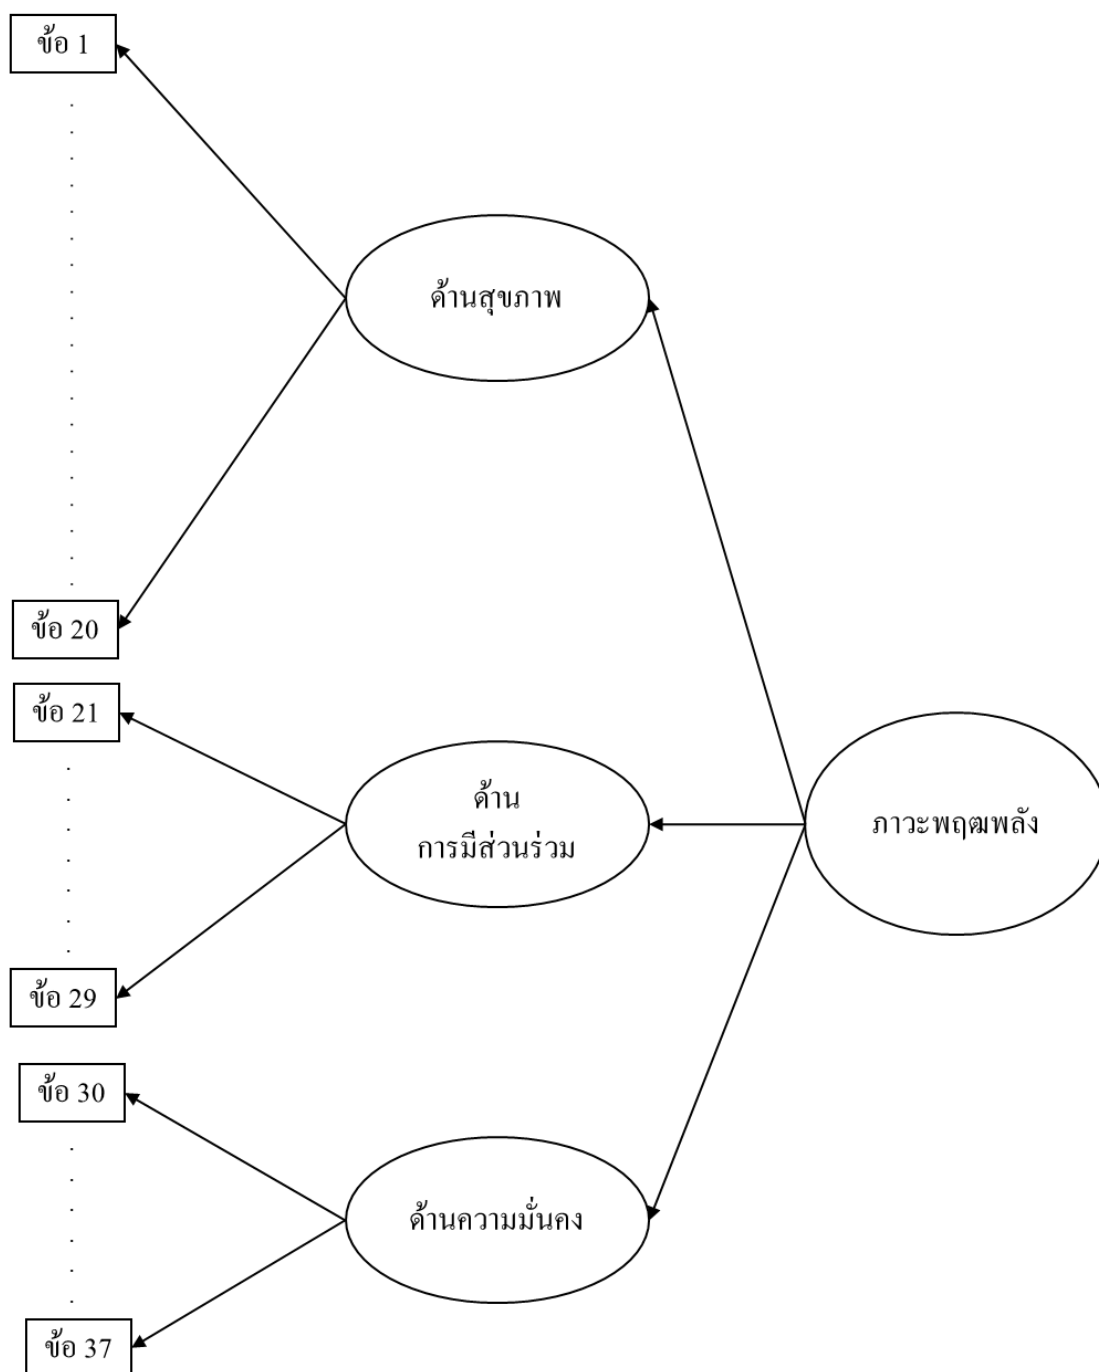 ข้อ 1
ด้านสุขภาพ
ข้อ 20
ข้อ 21
ด้าน
การมีส่วนร่วม
ภาวะพฤฒพลัง
ข้อ 29
ข้อ 30
ด้านความมั่นคง
ข้อ 37